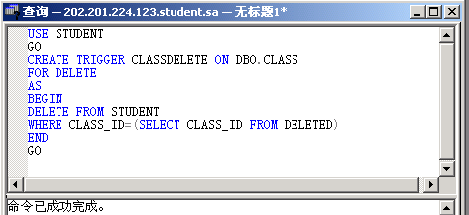 查询 — 202.201.224.123.student.sa — 无标题1*
USE STUDENT
GO
CREATE TRIGGER CLASSDELETE ON DBO.CLASS
FOR DELETE
AS
BEGIN
DELETE FROM STUDENT
WHERE CLASS_ID=(SELECT CLASS_ID FROM DELETED)
END
GO
命令已成功完成。